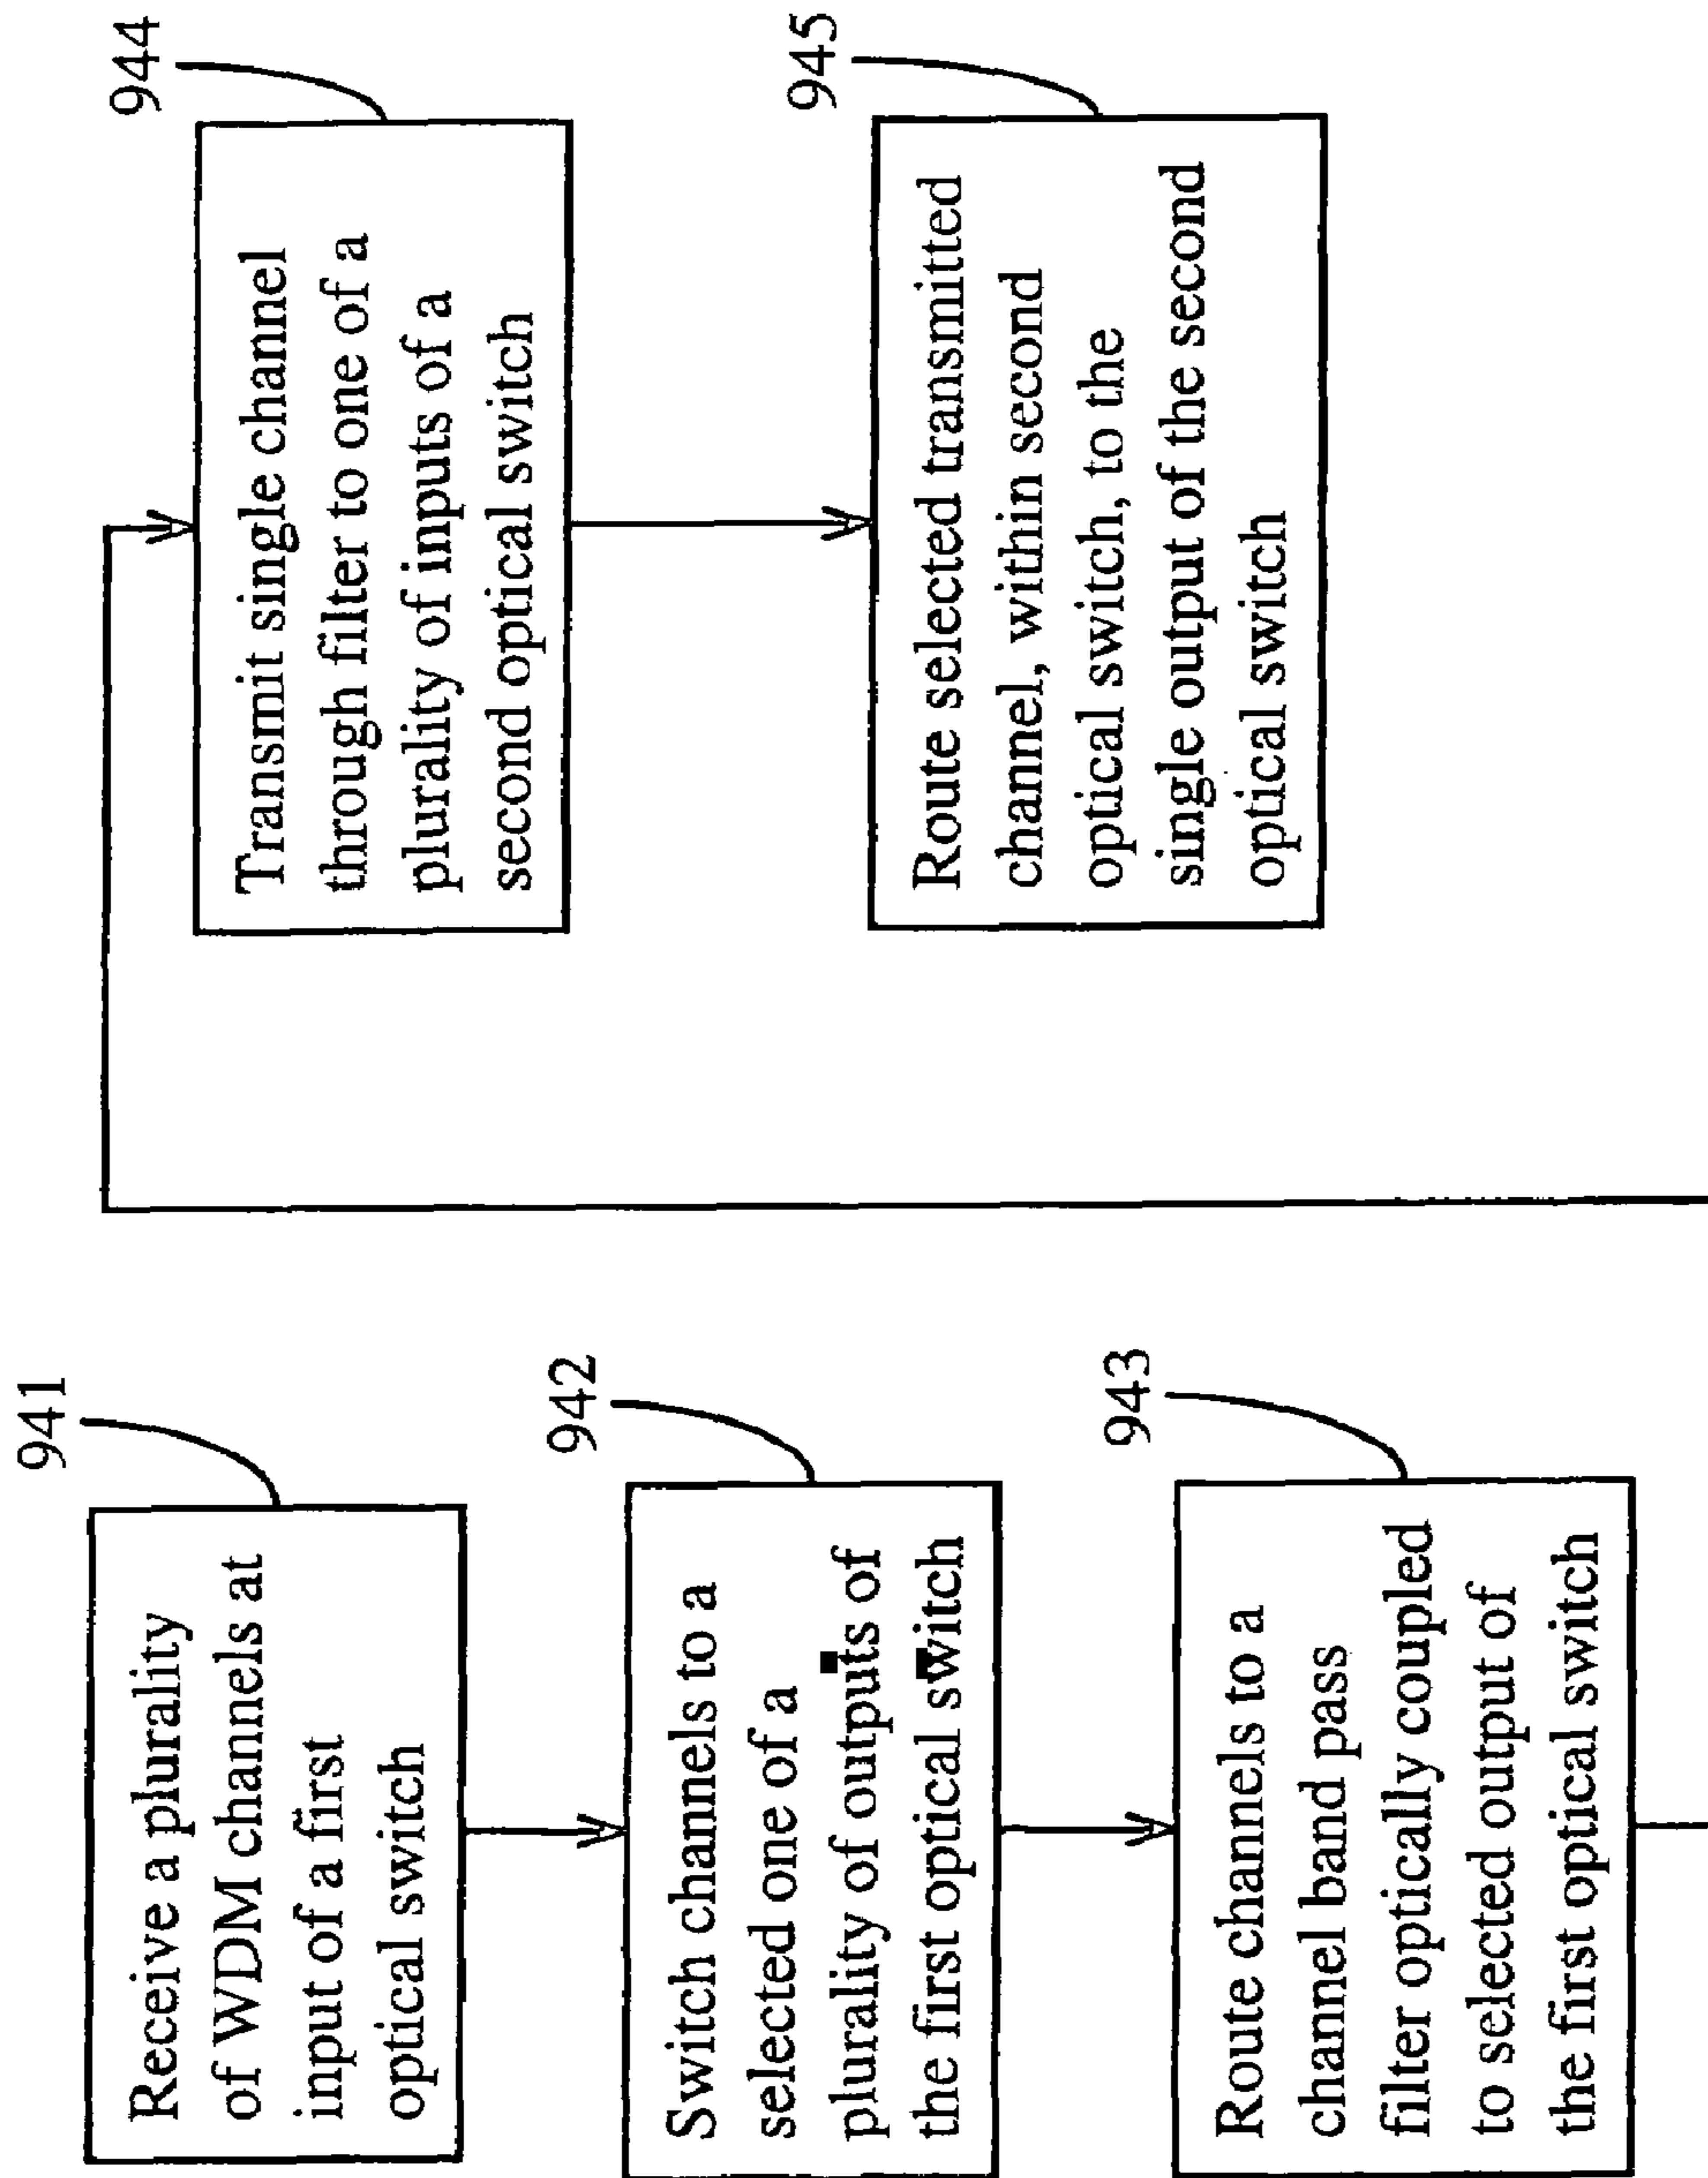 941
Receive a plurality
of WDM channels at
input of a first
optical switch
942
Switch channels to a
selected one of a
plurality of outputs of
the first optical switch
943
Route channels to a
channel band pass
filter optically coupled
to selected output of
the first optical switch
944
Transmit single channel
through filter to one of a
plurality of inputs of a
second optical switch
945
Route selected transmitted
channel, within second
optical switch, to the
single output of the second
optical switch